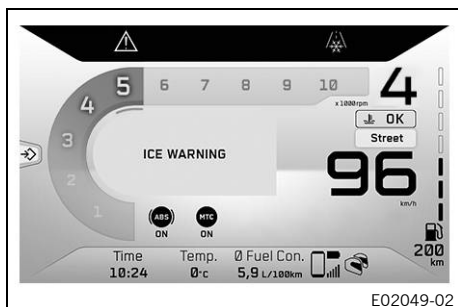 5 6 7 8 9 10
4
4
3
2
1
x 1000rpm
OK
Street
ICE WARNING
96
km/h
(ABS)
ON
MTC
ON
Time
10:24
Temp.
0°C
Ø Fuel Con.
5,9 L/100km
200
km
E02049-02